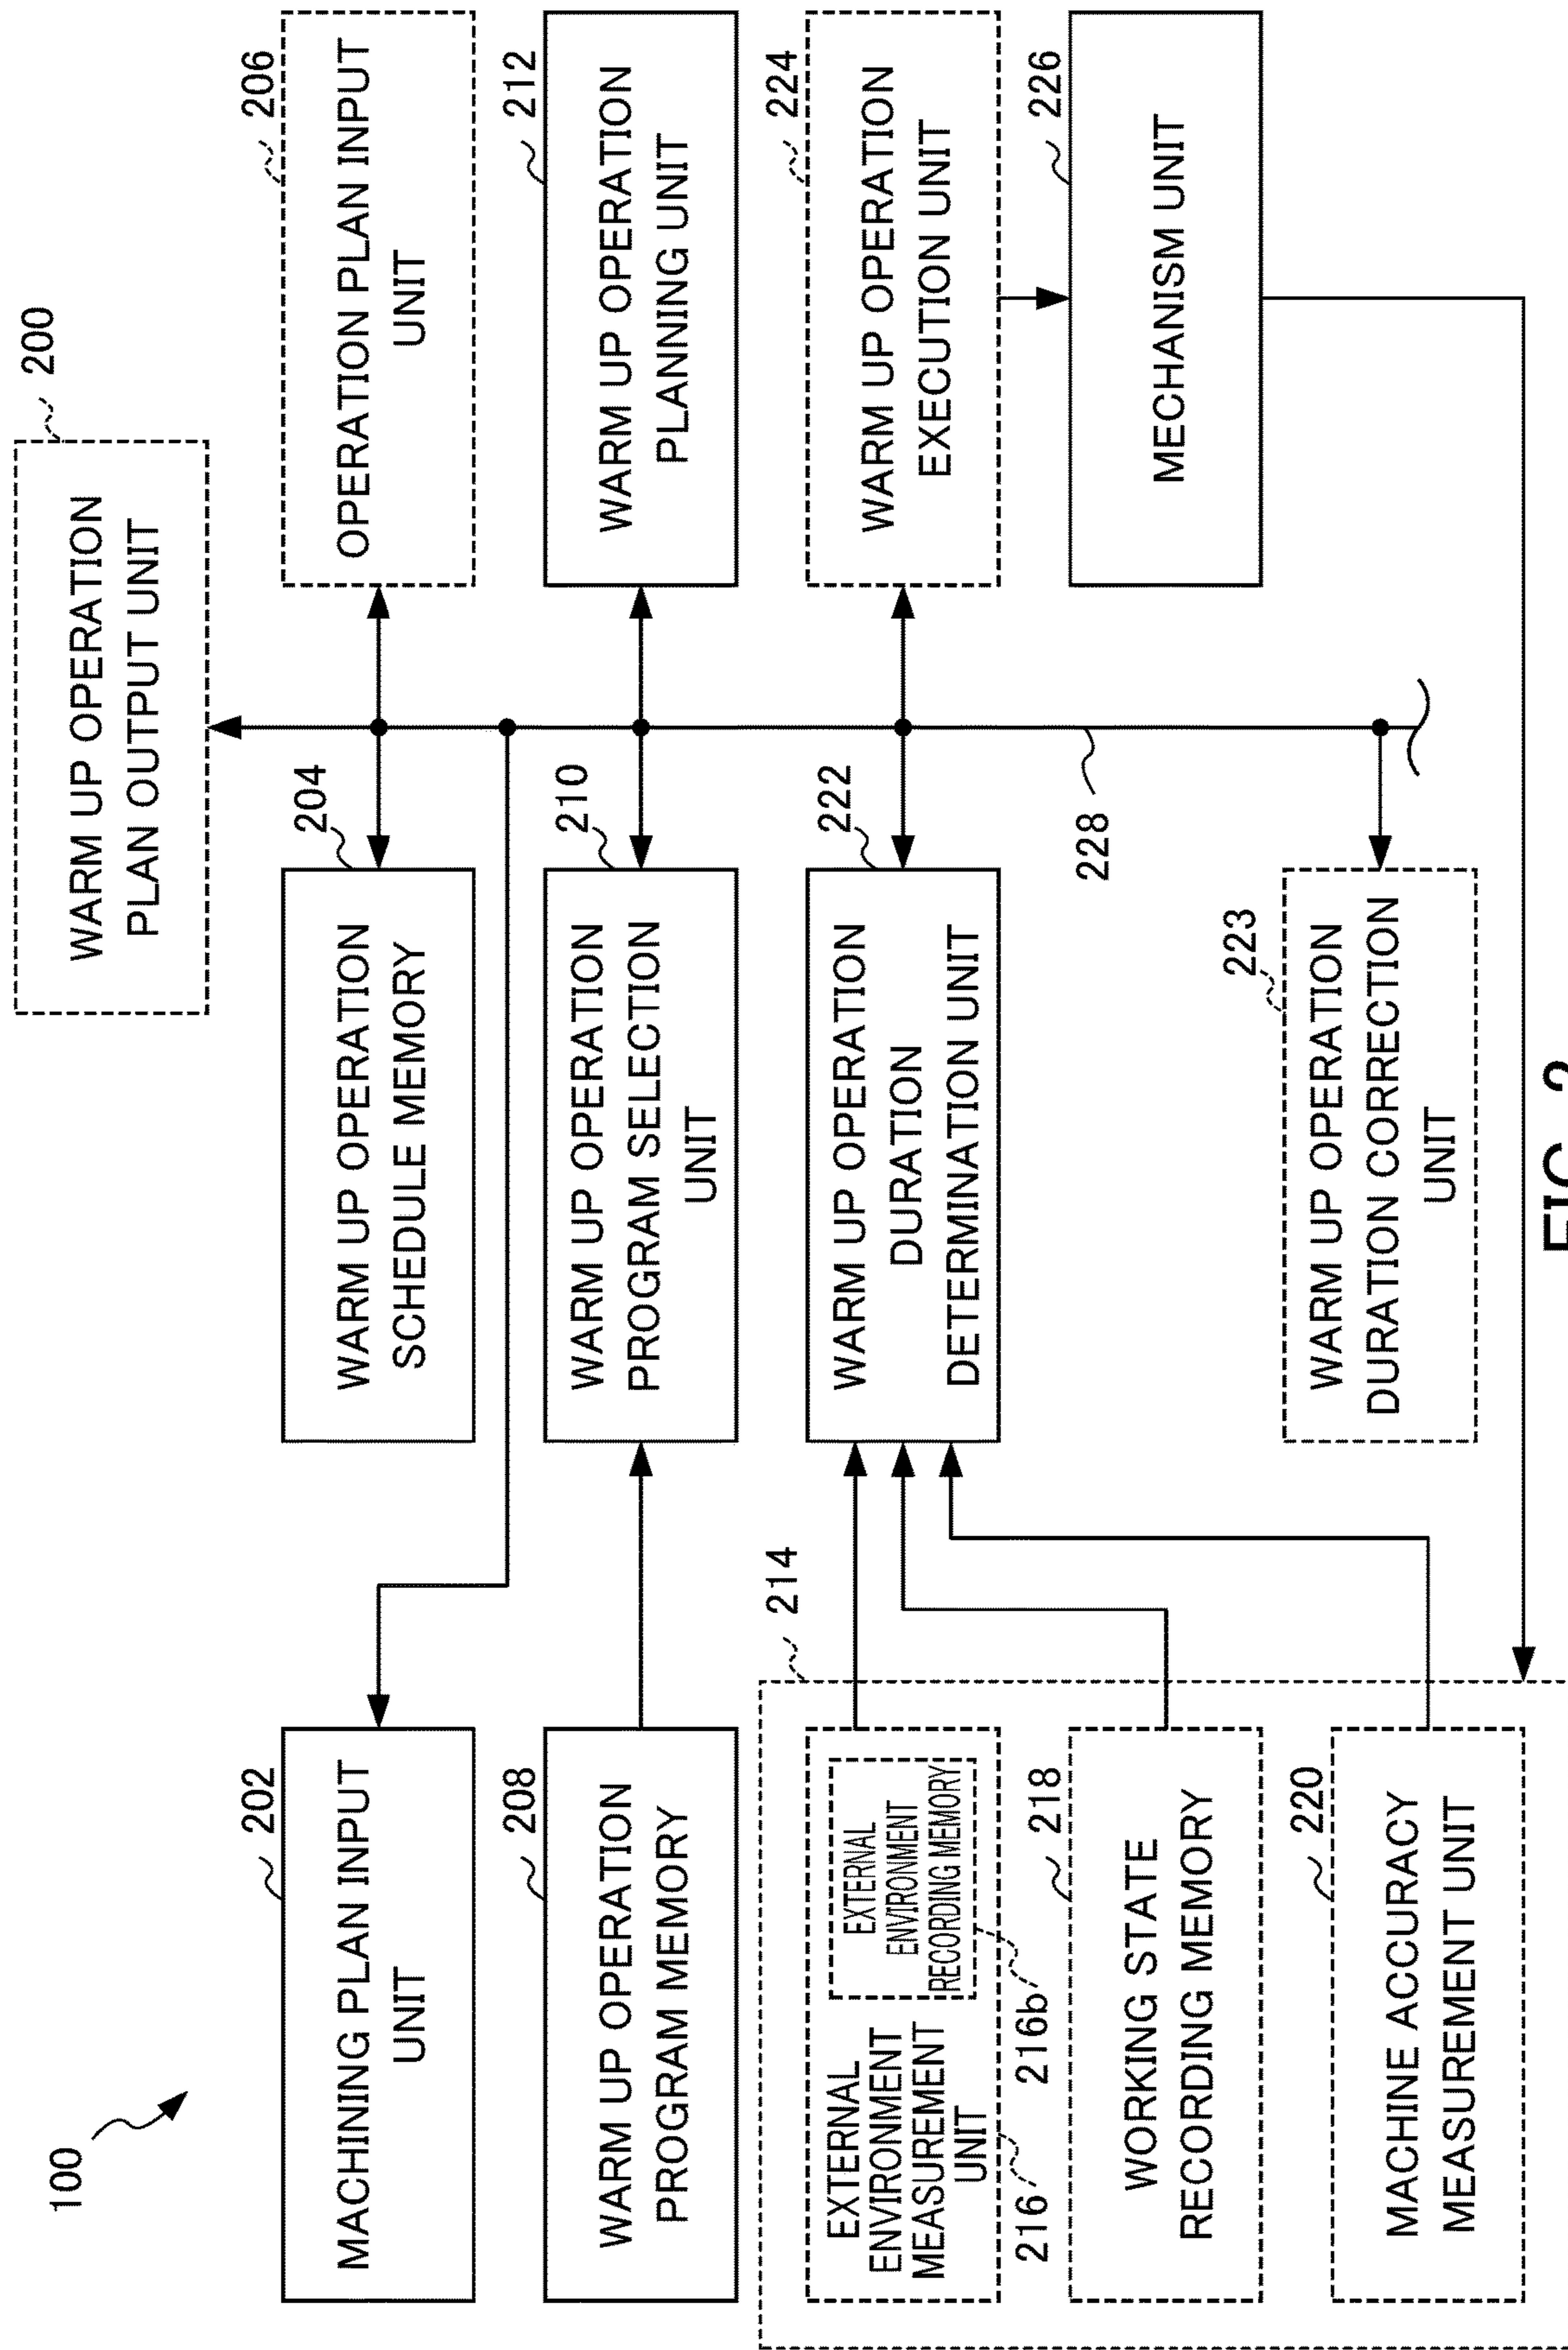 100
WARM UP OPERATION
PLAN OUTPUT UNIT
200
202
MACHINING PLAN INPUT
UNIT
204
WARM UP OPERATION
SCHEDULE MEMORY
206
OPERATION PLAN INPUT
UNIT
208
WARM UP OPERATION
PROGRAM MEMORY
210
WARM UP OPERATION
PROGRAM SELECTION
UNIT
212
WARM UP OPERATION
PLANNING UNIT
214
EXTERNAL
ENVIRONMENT
MEASUREMENT
UNIT
216
EXTERNAL
ENVIRONMENT
RECORDING MEMORY
216b
222
WARM UP OPERATION
DURATION
DETERMINATION UNIT
224
WARM UP OPERATION
EXECUTION UNIT
218
WORKING STATE
RECORDING MEMORY
228
226
MECHANISM UNIT
220
MACHINE ACCURACY
MEASUREMENT UNIT
223
WARM UP OPERATION
DURATION CORRECTION
UNIT